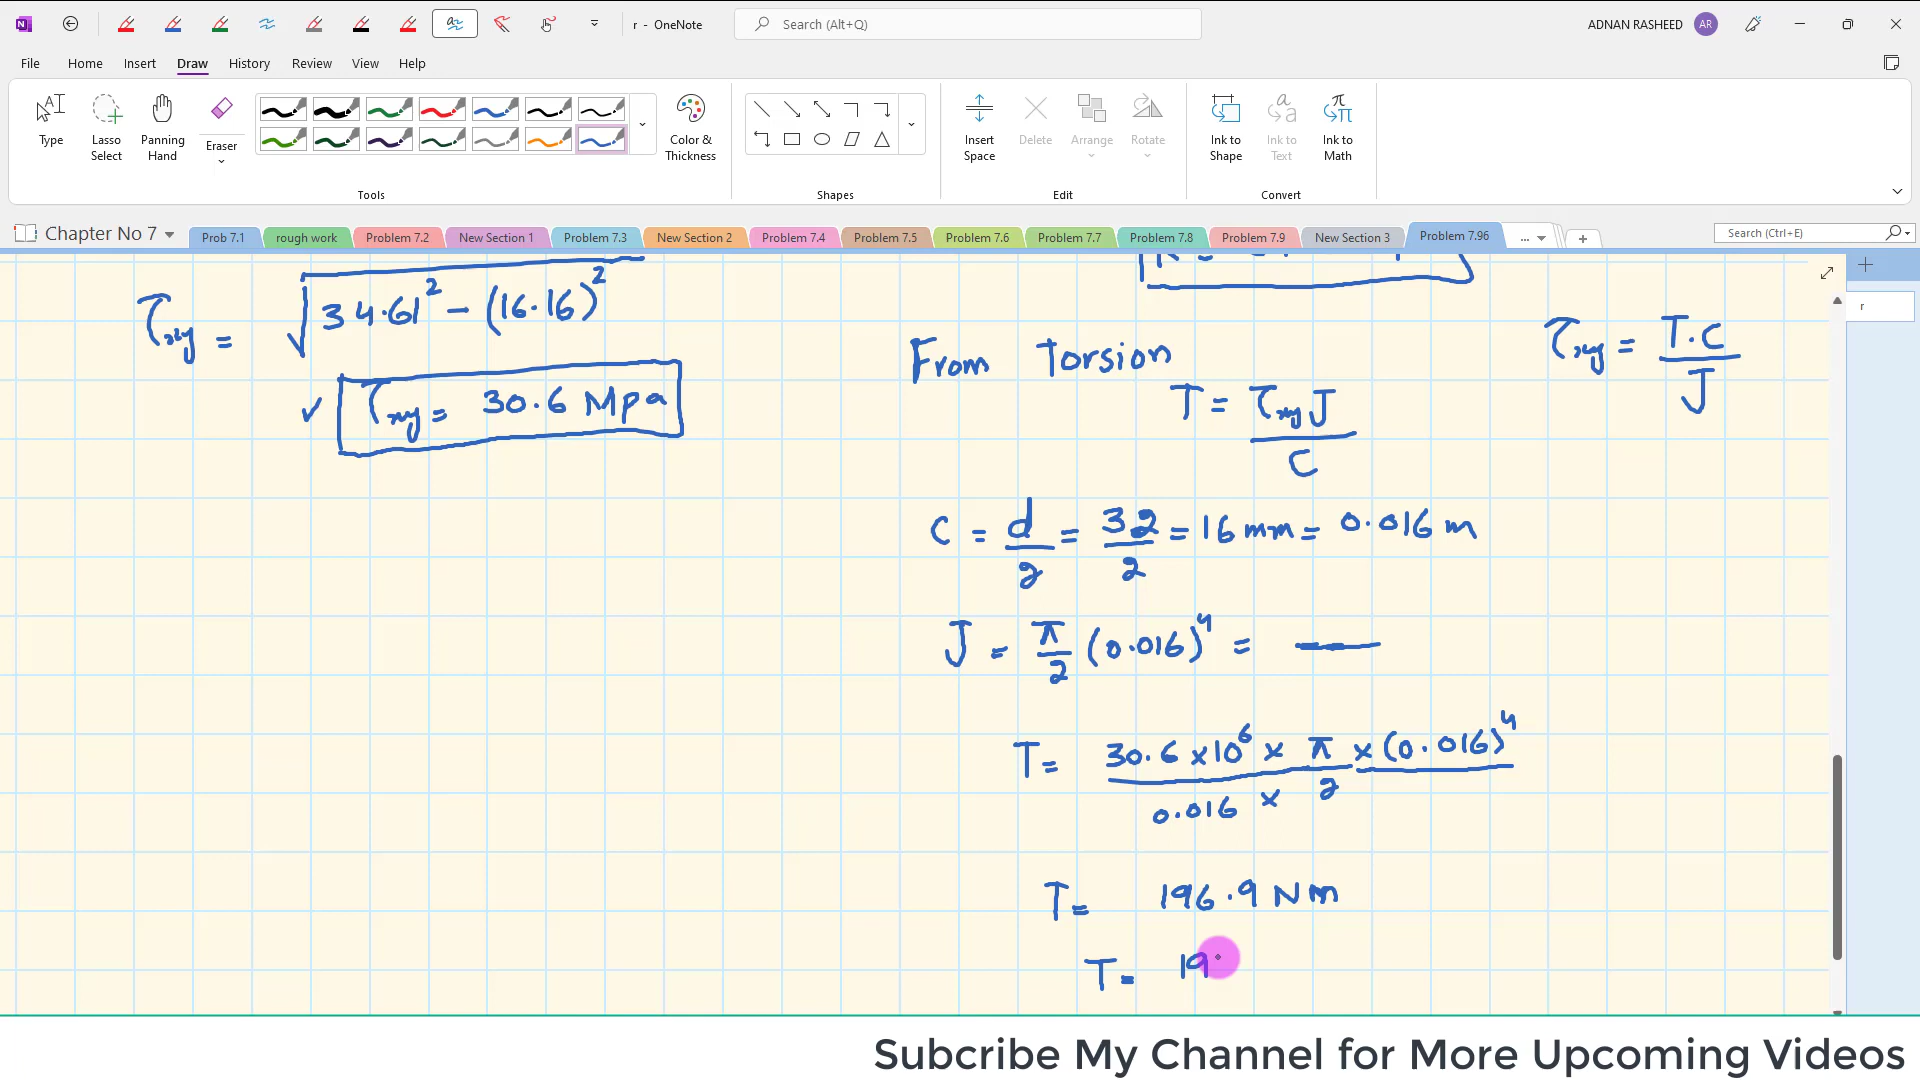 r - OneNote
Search (Alt+Q)
ADNAN RASHEED AR
File Home Insert Draw History Review View Help
Type
Lasso Select
Panning Hand
Eraser
Color & Thickness
Insert Space
Delete
Arrange
Rotate
Ink to Shape
Ink to Text
Ink to Math
Tools Shapes Edit Convert
Chapter No 7 Prob 7.1 rough work Problem 7.2 New Section 1 Problem 7.3 New Section 2 Problem 7.4 Problem 7.5 Problem 7.6 Problem 7.7 Problem 7.8 Problem 7.9 New Section 3 Problem 7.96 ... + Search (Ctrl+E)
r
τxy = √34.61² − (16.16)²
✓ τxy = 30.6 Mpa
From Torsion
τxy = T.C / J
T = τxy J / C
C = d/2 = 32/2 = 16 mm = 0.016 m
J = π/2 (0.016)⁴ = —
T = 30.6 × 10⁶ × π × (0.016)⁴ / 0.016 × 2
T = 196.9 Nm
T = 19
Subcribe My Channel for More Upcoming Videos